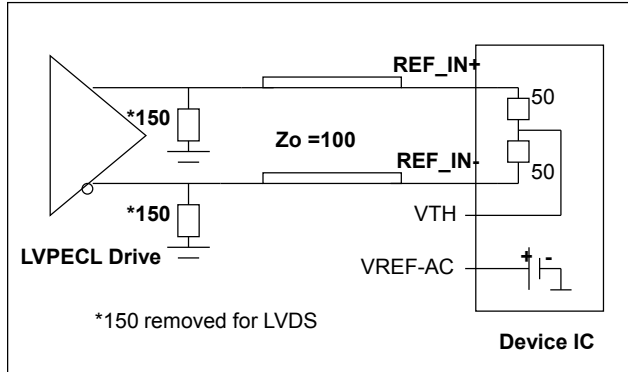 REF_IN+
50
*150
Zo =100
REF_IN-
50
*150
VTH
LVPECL Drive
VREF-AC
+ -
*150 removed for LVDS
Device IC